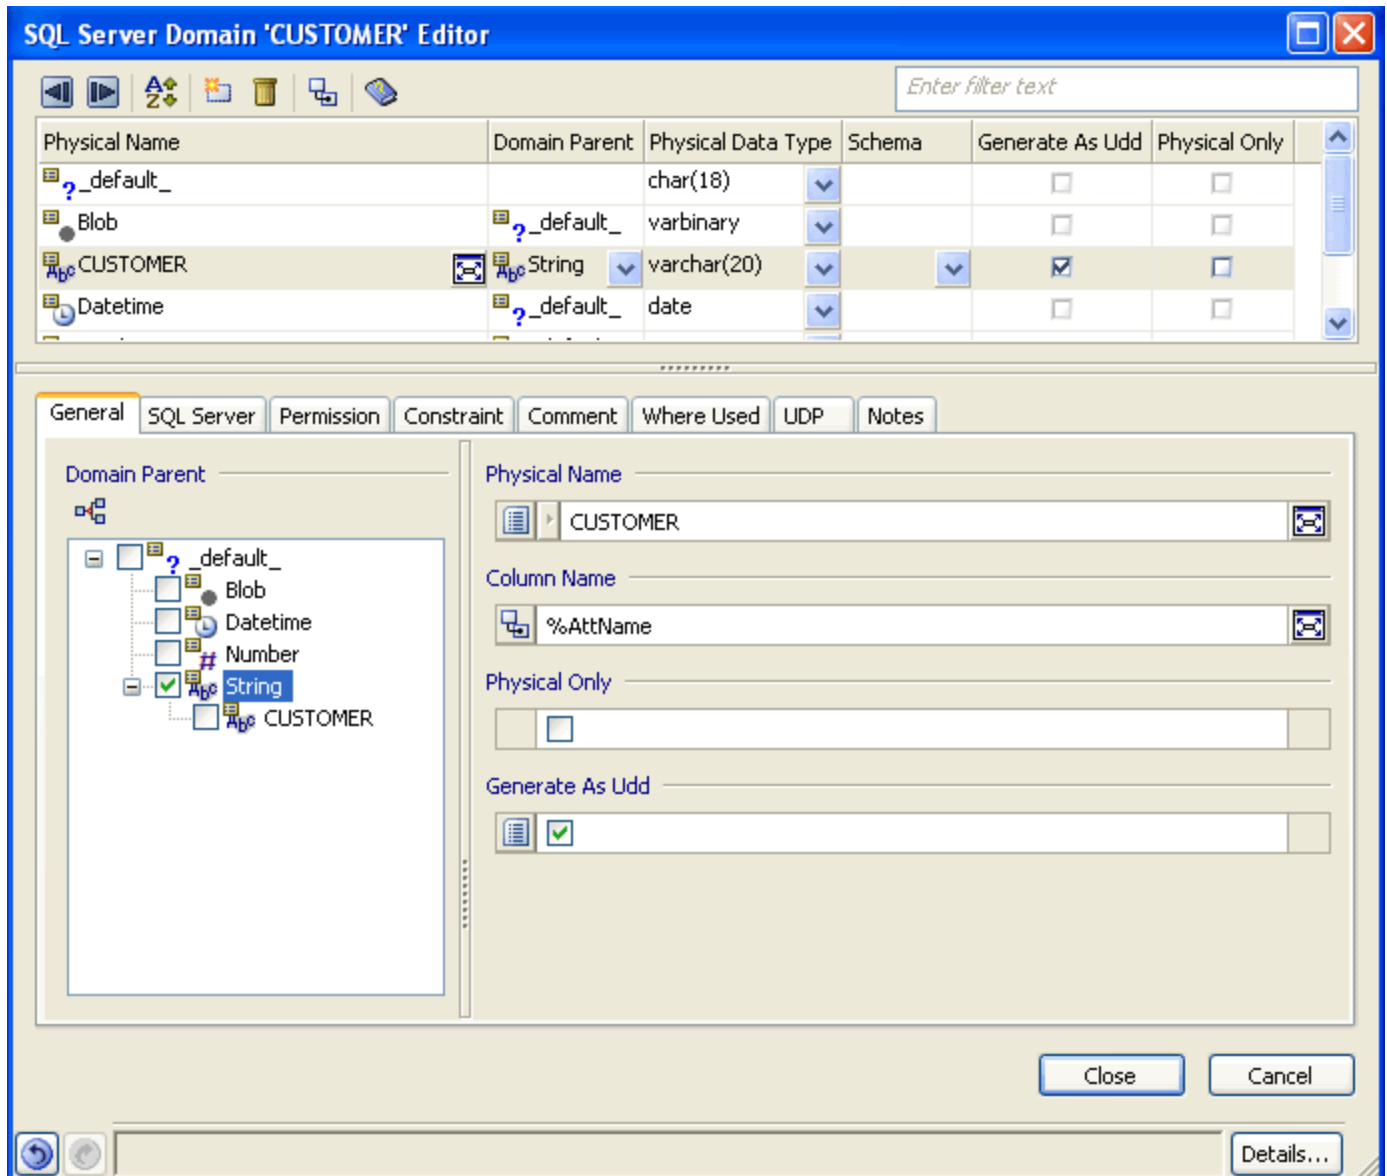 SQL Server Domain 'CUSTOMER' Editor
Enter filter text
Physical Name Domain Parent Physical Data Type Schema Generate As Udd Physical Only
_default_ char(18)
Blob _default_ varbinary
CUSTOMER String varchar(20)
Datetime _default_ date
General SQL Server Permission Constraint Comment Where Used UDP Notes
Domain Parent
_default_
Blob
Datetime
Number
String
CUSTOMER
Physical Name
CUSTOMER
Column Name
%AttName
Physical Only
Generate As Udd
Close Cancel
Details...